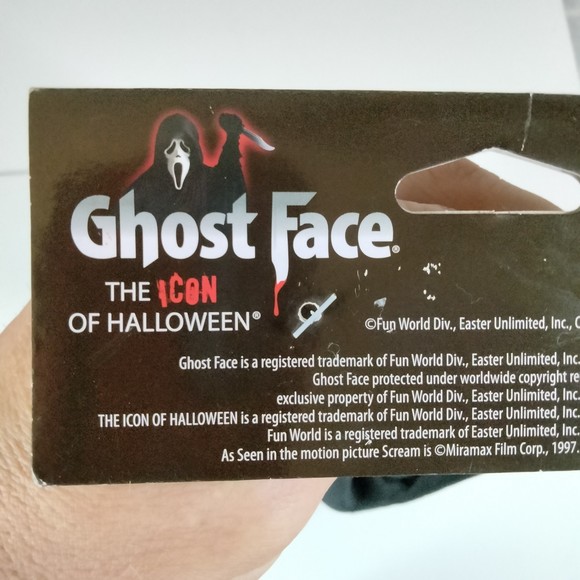 Ghost Face®
THE ICON
OF HALLOWEEN®
©Fun World Div., Easter Unlimited, Inc., C
Ghost Face is a registered trademark of Fun World Div., Easter Unlimited, Inc.
Ghost Face protected under worldwide copyright re
exclusive property of Fun World Div., Easter Unlimited, Inc.
THE ICON OF HALLOWEEN is a registered trademark of Fun World Div., Easter Unlimited, Inc.
Fun World is a registered trademark of Easter Unlimited, Inc.
As Seen in the motion picture Scream is ©Miramax Film Corp., 1997.